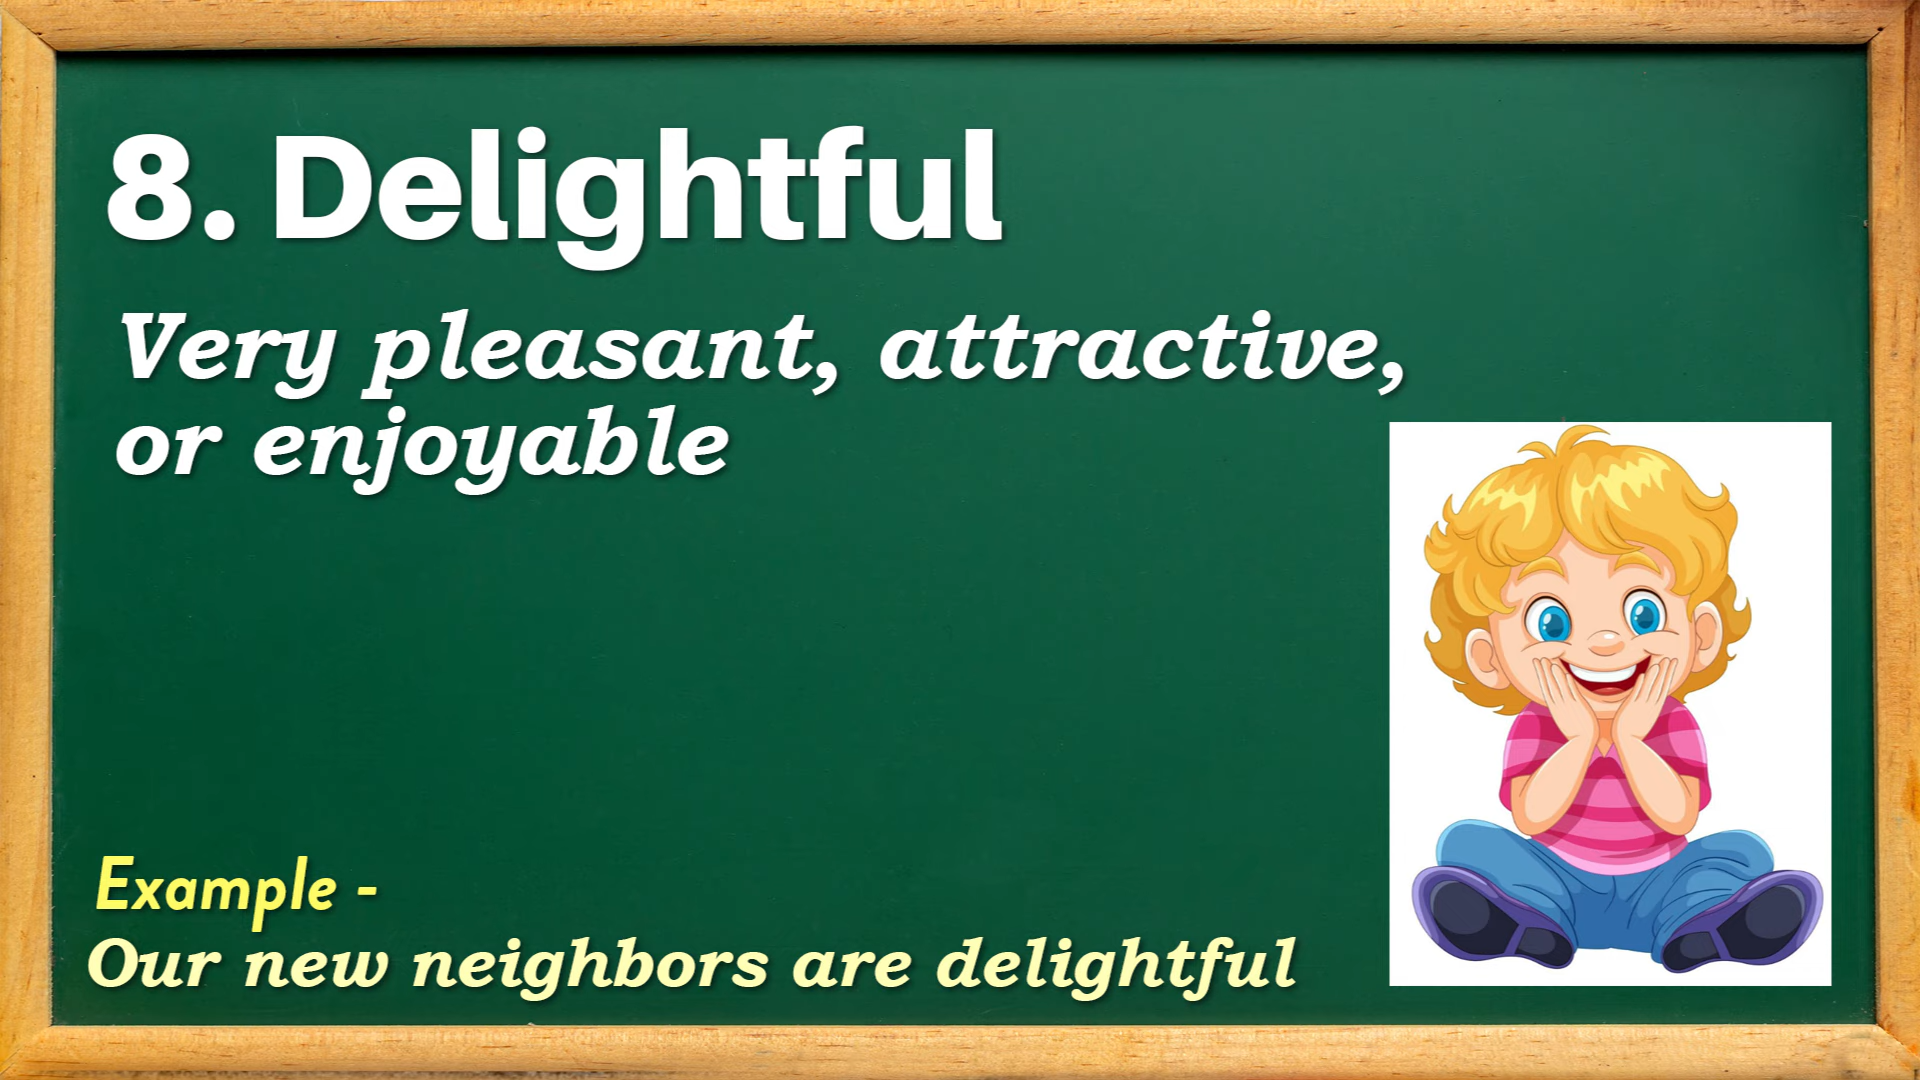 8. Delightful
Very pleasant, attractive,
or enjoyable
Example -
Our new neighbors are delightful